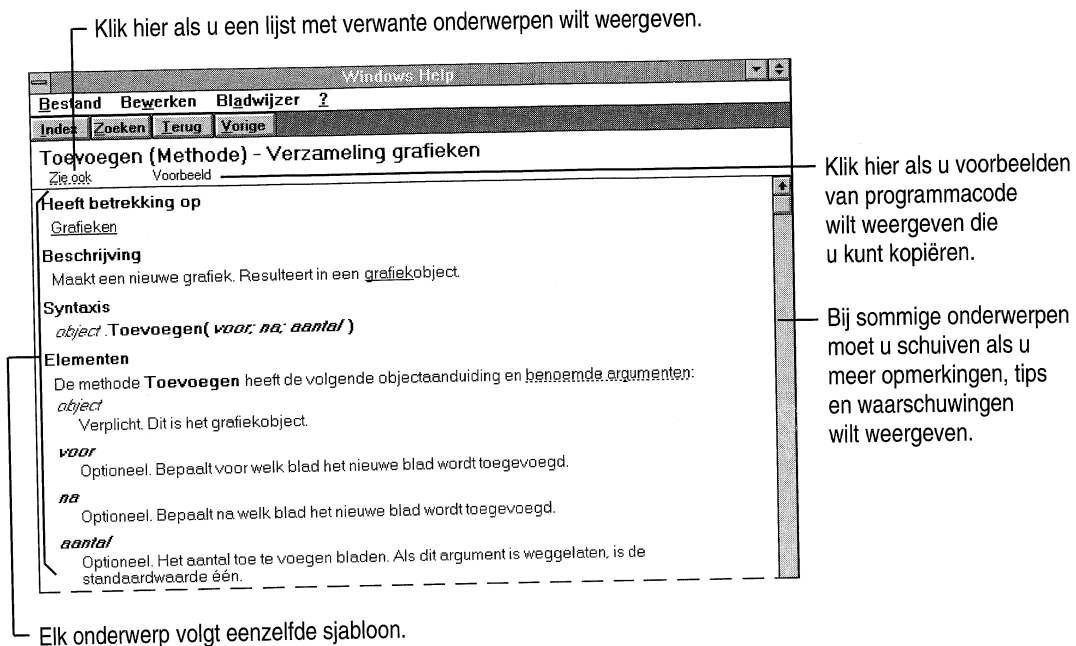 Klik hier als u een lijst met verwante onderwerpen wilt weergeven.
Windows Help
Bestand Bewerken Bladwijzer ?
Index Zoeken Terug Vorige
Toevoegen (Methode) - Verzameling grafieken
Zie ook Voorbeeld
Heeft betrekking op
Grafieken
Beschrijving
Maakt een nieuwe grafiek. Resulteert in een grafiekobject.
Syntaxis
object .Toevoegen( voor; na; aantal )
Elementen
De methode Toevoegen heeft de volgende objectaanduiding en benoemde argumenten:
object
Verplicht. Dit is het grafiekobject.
voor
Optioneel. Bepaalt voor welk blad het nieuwe blad wordt toegevoegd.
na
Optioneel. Bepaalt na welk blad het nieuwe blad wordt toegevoegd.
aantal
Optioneel. Het aantal toe te voegen bladen. Als dit argument is weggelaten, is de
standaardwaarde één.
Klik hier als u voorbeelden
van programmacode
wilt weergeven die
u kunt kopiëren.
Bij sommige onderwerpen
moet u schuiven als u
meer opmerkingen, tips
en waarschuwingen
wilt weergeven.
Elk onderwerp volgt eenzelfde sjabloon.